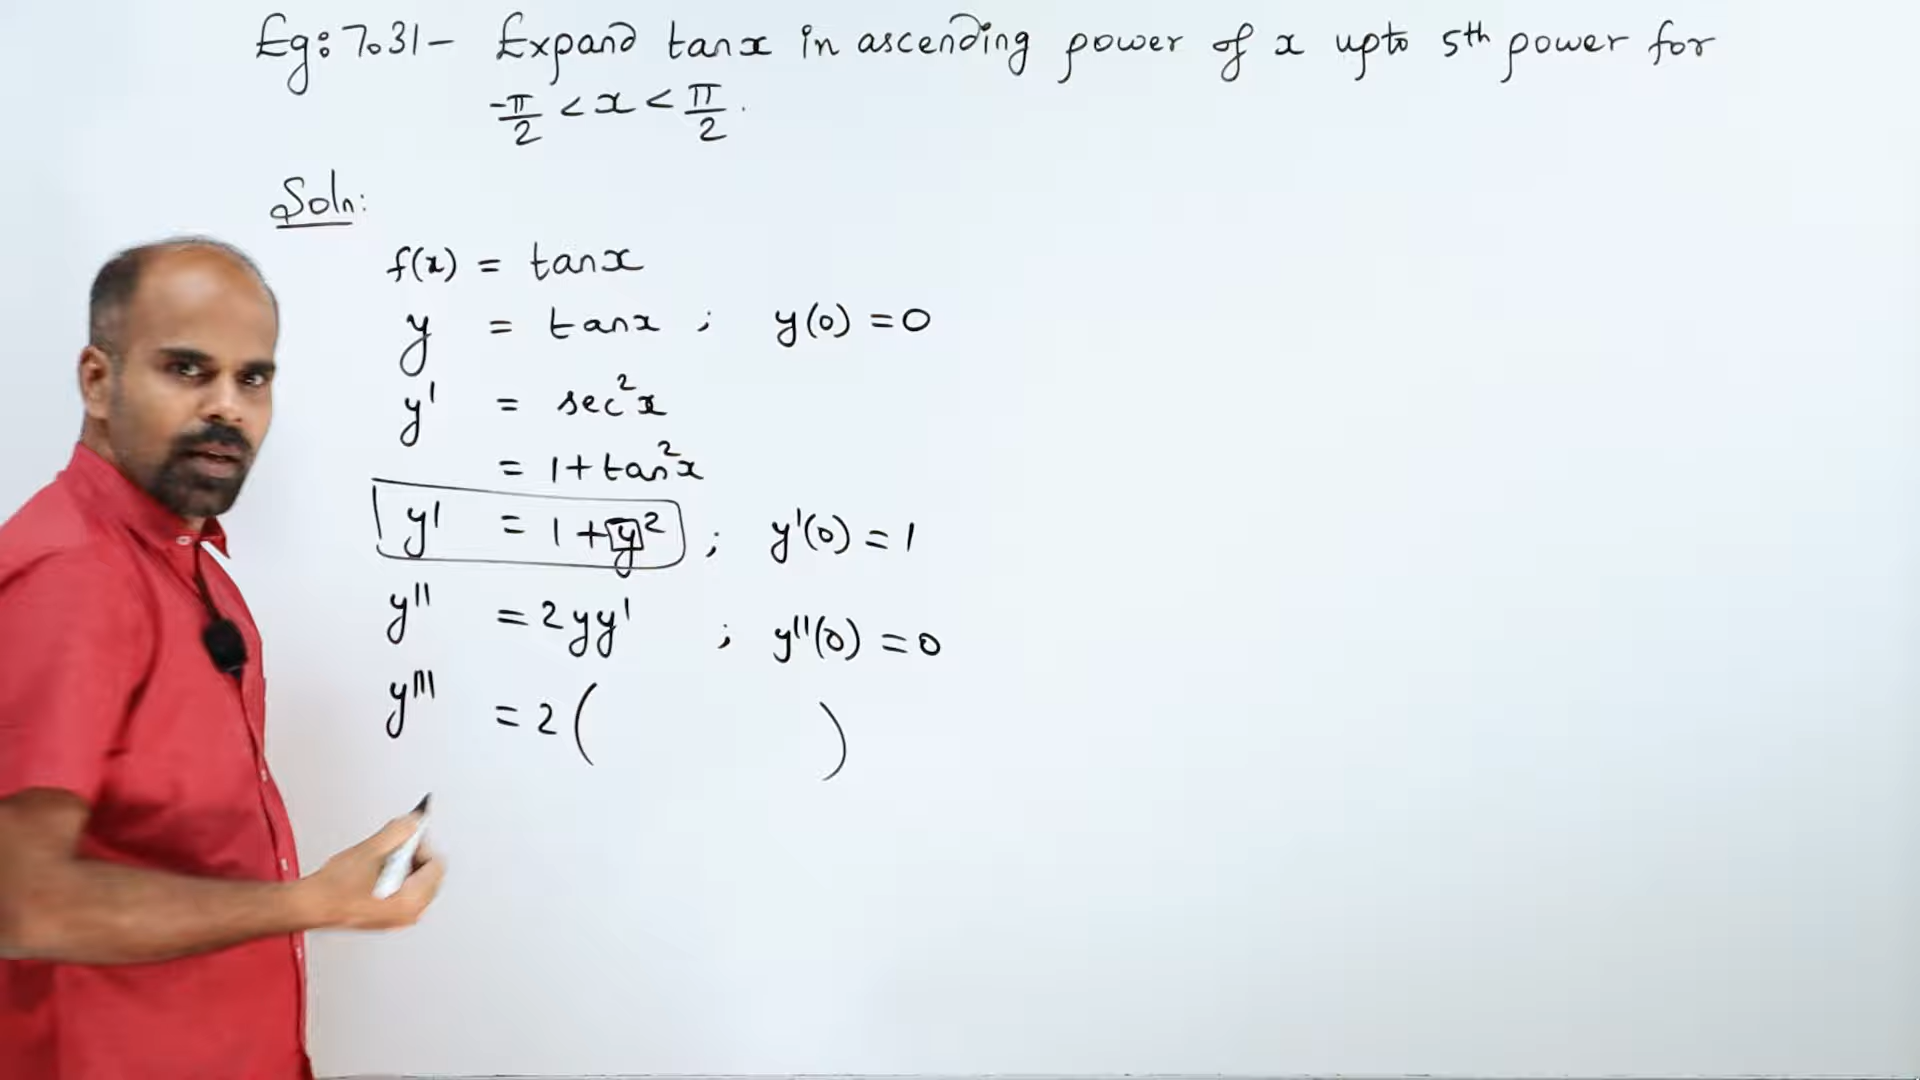 Eg: 7.31 - Expand tanx in ascending power of x upto 5th power for
-π/2 < x < π/2.
Soln:
f(x) = tanx
y = tanx ; y(0) = 0
y' = sec²x
= 1 + tan²x
y' = 1 + y² ; y'(0) = 1
y'' = 2yy' ; y''(0) = 0
y''' = 2( )